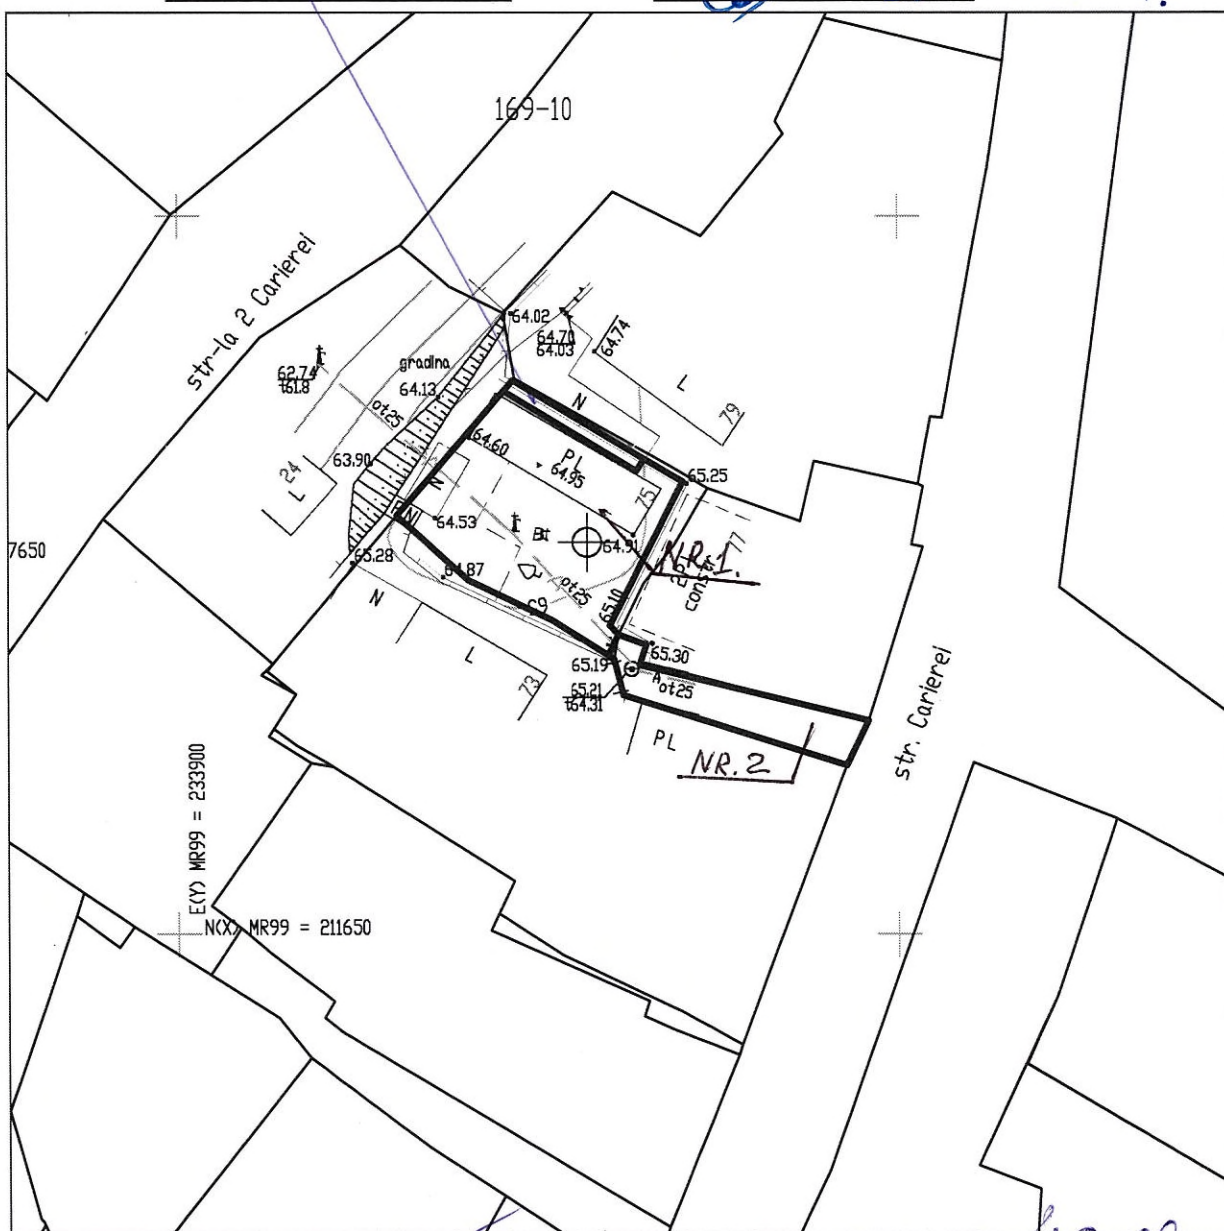 169-10
str-la 2 Carierei
64.02
64.70
64.03
64.74
62.74
t61.8
gradina
64.13
ot25
L
79
N
64.60
63.90
24
L
PL
64.95
65.25
N
75
64.53
Bt
64.91
NR.1.
77
constr
7650
65.28
64.87
ot25
N
65.10
L
65.19
65.30
73
A
ot25
65.21
t64.31
PL
NR.2
str. Carierei
E(Y) MR99 = 233900
N(X) MR99 = 211650